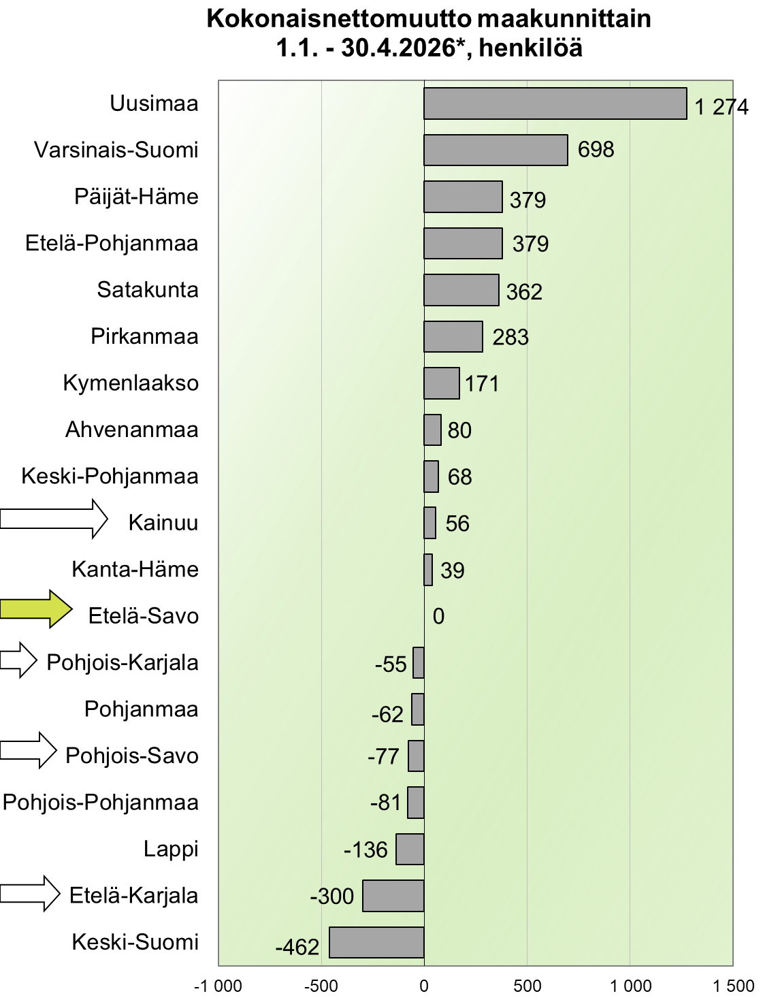 Kokonaisnettomuutto maakunnittain
1.1. - 30.4.2026*, henkilöä
Uusimaa 1 274
Varsinais-Suomi 698
Päijät-Häme 379
Etelä-Pohjanmaa 379
Satakunta 362
Pirkanmaa 283
Kymenlaakso 171
Ahvenanmaa 80
Keski-Pohjanmaa 68
Kainuu 56
Kanta-Häme 39
Etelä-Savo 0
Pohjois-Karjala -55
Pohjanmaa -62
Pohjois-Savo -77
Pohjois-Pohjanmaa -81
Lappi -136
Etelä-Karjala -300
Keski-Suomi -462
-1 000 -500 0 500 1 000 1 500